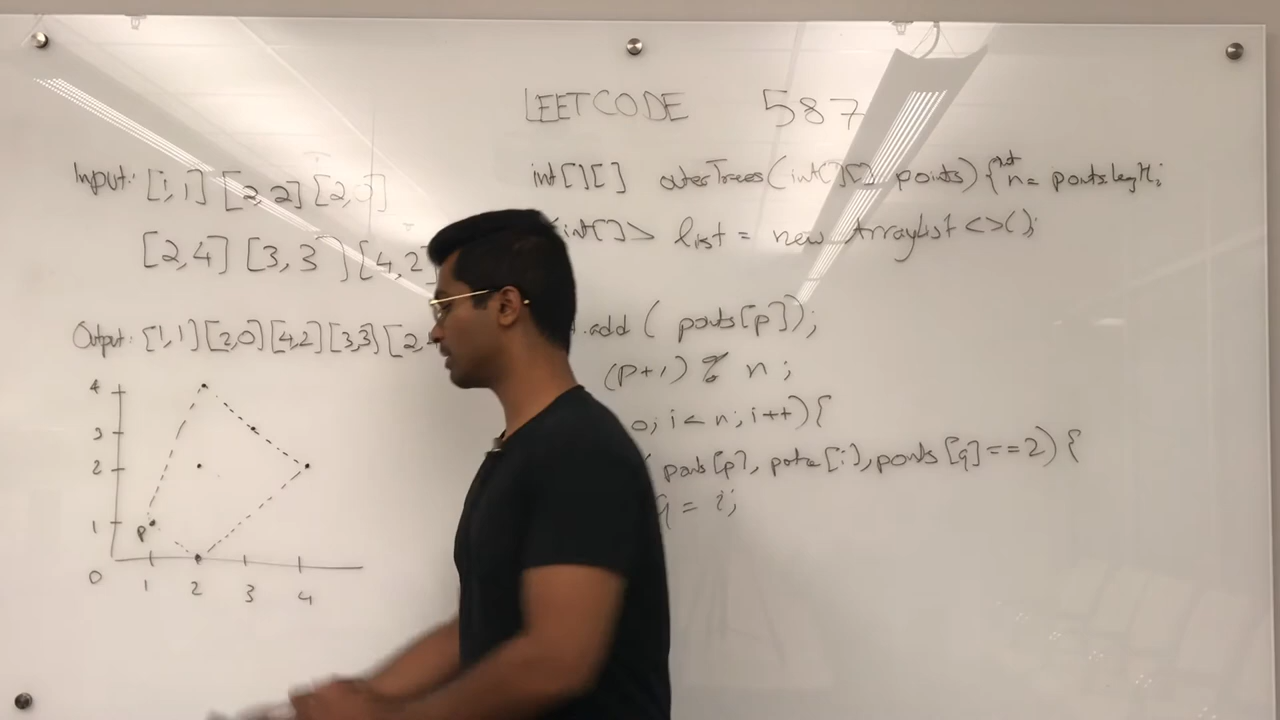 LEETCODE 587
Input: [1,1] [2,2] [2,0]
[2,4] [3,3] [4,2]
Output: [1,1] [2,0] [4,2] [3,3] [2,4
4
3
2
1
0
P
1 2 3 4
int[][] outerTrees(int[][] points) { int n = points.length;
<int[]> list = new ArrayList<>();
.add ( points[p]);
(p+1) % n ;
0; i < n; i++) {
( points[p], points[i], points[q] == 2) {
q = i;